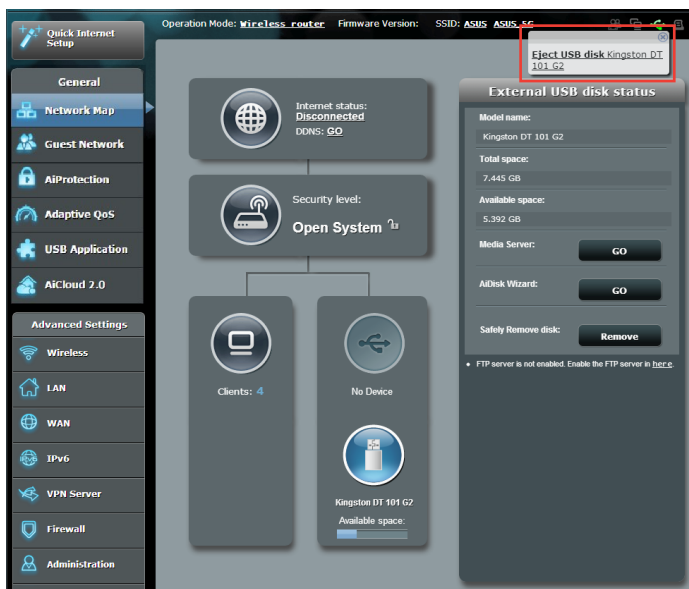 Quick Internet
Setup
Operation Mode: Wireless router Firmware Version: SSID: ASUS ASUS_5G
Eject USB disk Kingston DT
101 G2
General
Network Map
Guest Network
AiProtection
Adaptive QoS
USB Application
AiCloud 2.0
Advanced Settings
Wireless
LAN
WAN
IPv6
VPN Server
Firewall
Administration
Internet status:
Disconnected
DDNS: GO
Security level:
Open System
Clients: 4
No Device
Kingston DT 101 G2
Available space:
External USB disk status
Model name:
Kingston DT 101 G2
Total space:
7.445 GB
Available space:
5.392 GB
Media Server: GO
AiDisk Wizard: GO
Safely Remove disk: Remove
• FTP server is not enabled. Enable the FTP server in here.